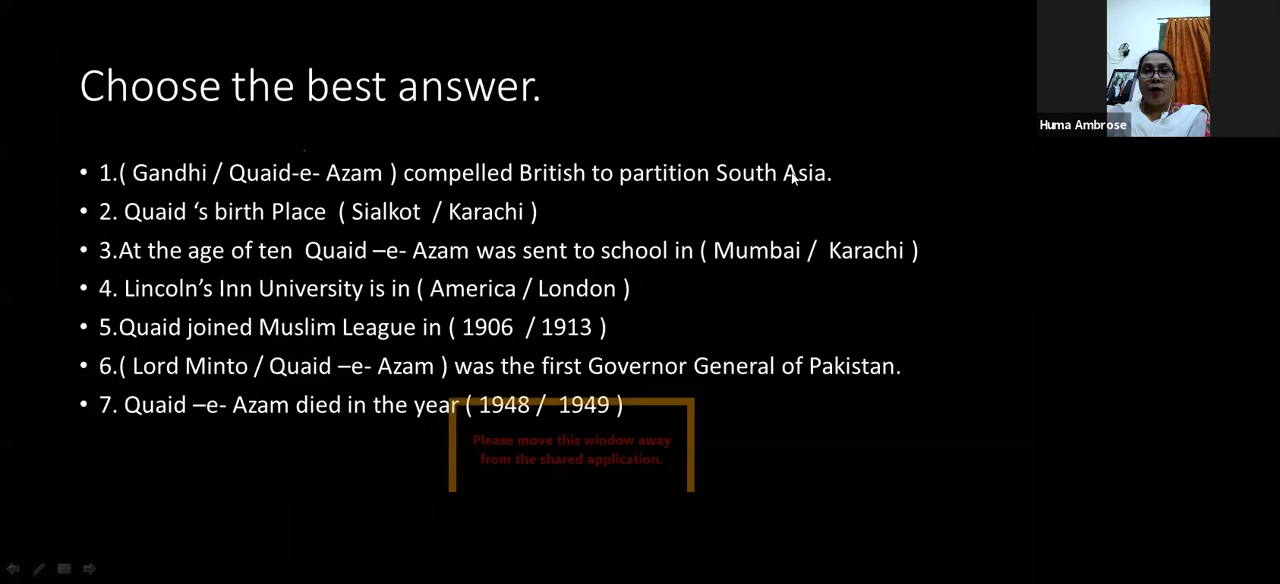 Choose the best answer.
Huma Ambrose
• 1.( Gandhi / Quaid-e- Azam ) compelled British to partition South Asia.
• 2. Quaid ‘s birth Place ( Sialkot / Karachi )
• 3.At the age of ten Quaid –e- Azam was sent to school in ( Mumbai / Karachi )
• 4. Lincoln’s Inn University is in ( America / London )
• 5.Quaid joined Muslim League in ( 1906 / 1913 )
• 6.( Lord Minto / Quaid –e- Azam ) was the first Governor General of Pakistan.
• 7. Quaid –e- Azam died in the year ( 1948 / 1949 )
Please move this window away
from the shared application.